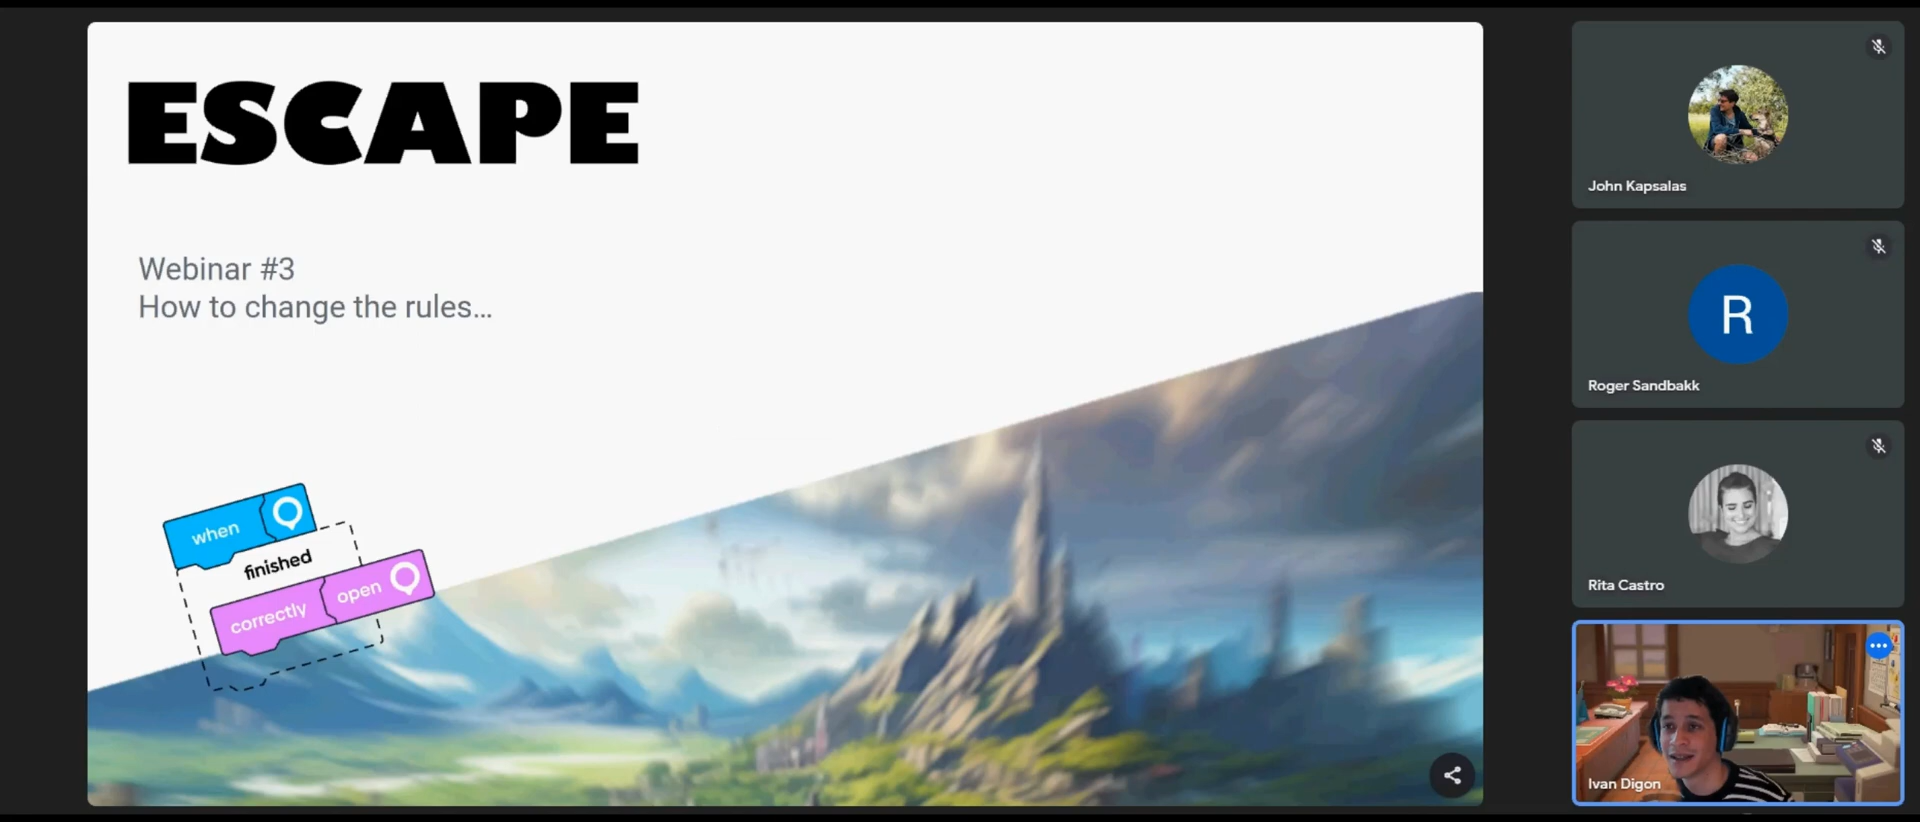 ESCAPE
Webinar #3
How to change the rules...
when
finished
correctly open
John Kapsalas
R
Roger Sandbakk
Rita Castro
Ivan Digon